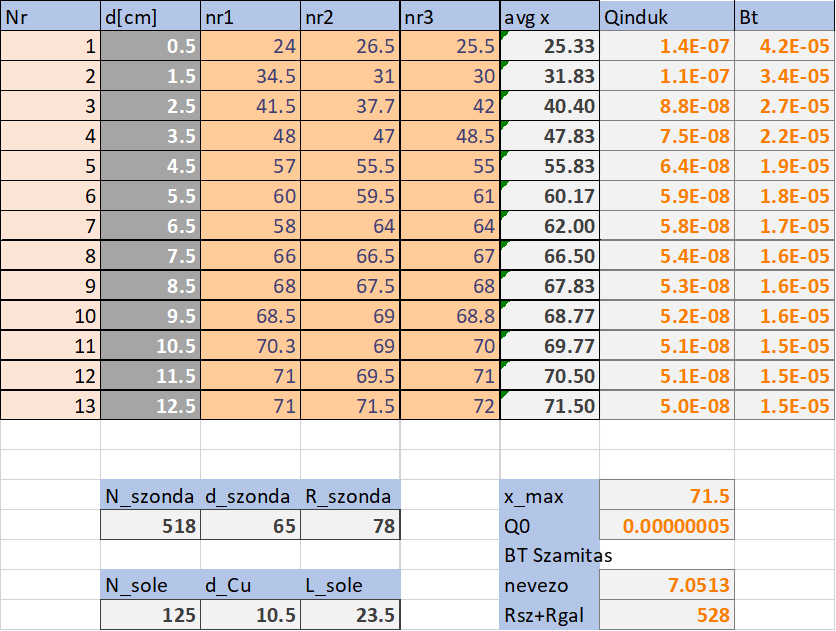 Nr d[cm] nr1 nr2 nr3 avg x Qinduk Bt
1 0.5 24 26.5 25.5 25.33 1.4E-07 4.2E-05
2 1.5 34.5 31 30 31.83 1.1E-07 3.4E-05
3 2.5 41.5 37.7 42 40.40 8.8E-08 2.7E-05
4 3.5 48 47 48.5 47.83 7.5E-08 2.2E-05
5 4.5 57 55.5 55 55.83 6.4E-08 1.9E-05
6 5.5 60 59.5 61 60.17 5.9E-08 1.8E-05
7 6.5 58 64 64 62.00 5.8E-08 1.7E-05
8 7.5 66 66.5 67 66.50 5.4E-08 1.6E-05
9 8.5 68 67.5 68 67.83 5.3E-08 1.6E-05
10 9.5 68.5 69 68.8 68.77 5.2E-08 1.6E-05
11 10.5 70.3 69 70 69.77 5.1E-08 1.5E-05
12 11.5 71 69.5 71 70.50 5.1E-08 1.5E-05
13 12.5 71 71.5 72 71.50 5.0E-08 1.5E-05
N_szonda d_szonda R_szonda x_max 71.5
518 65 78 Q0 0.00000005
BT Szamitas
N_sole d_Cu L_sole nevezo 7.0513
125 10.5 23.5 Rsz+Rgal 528